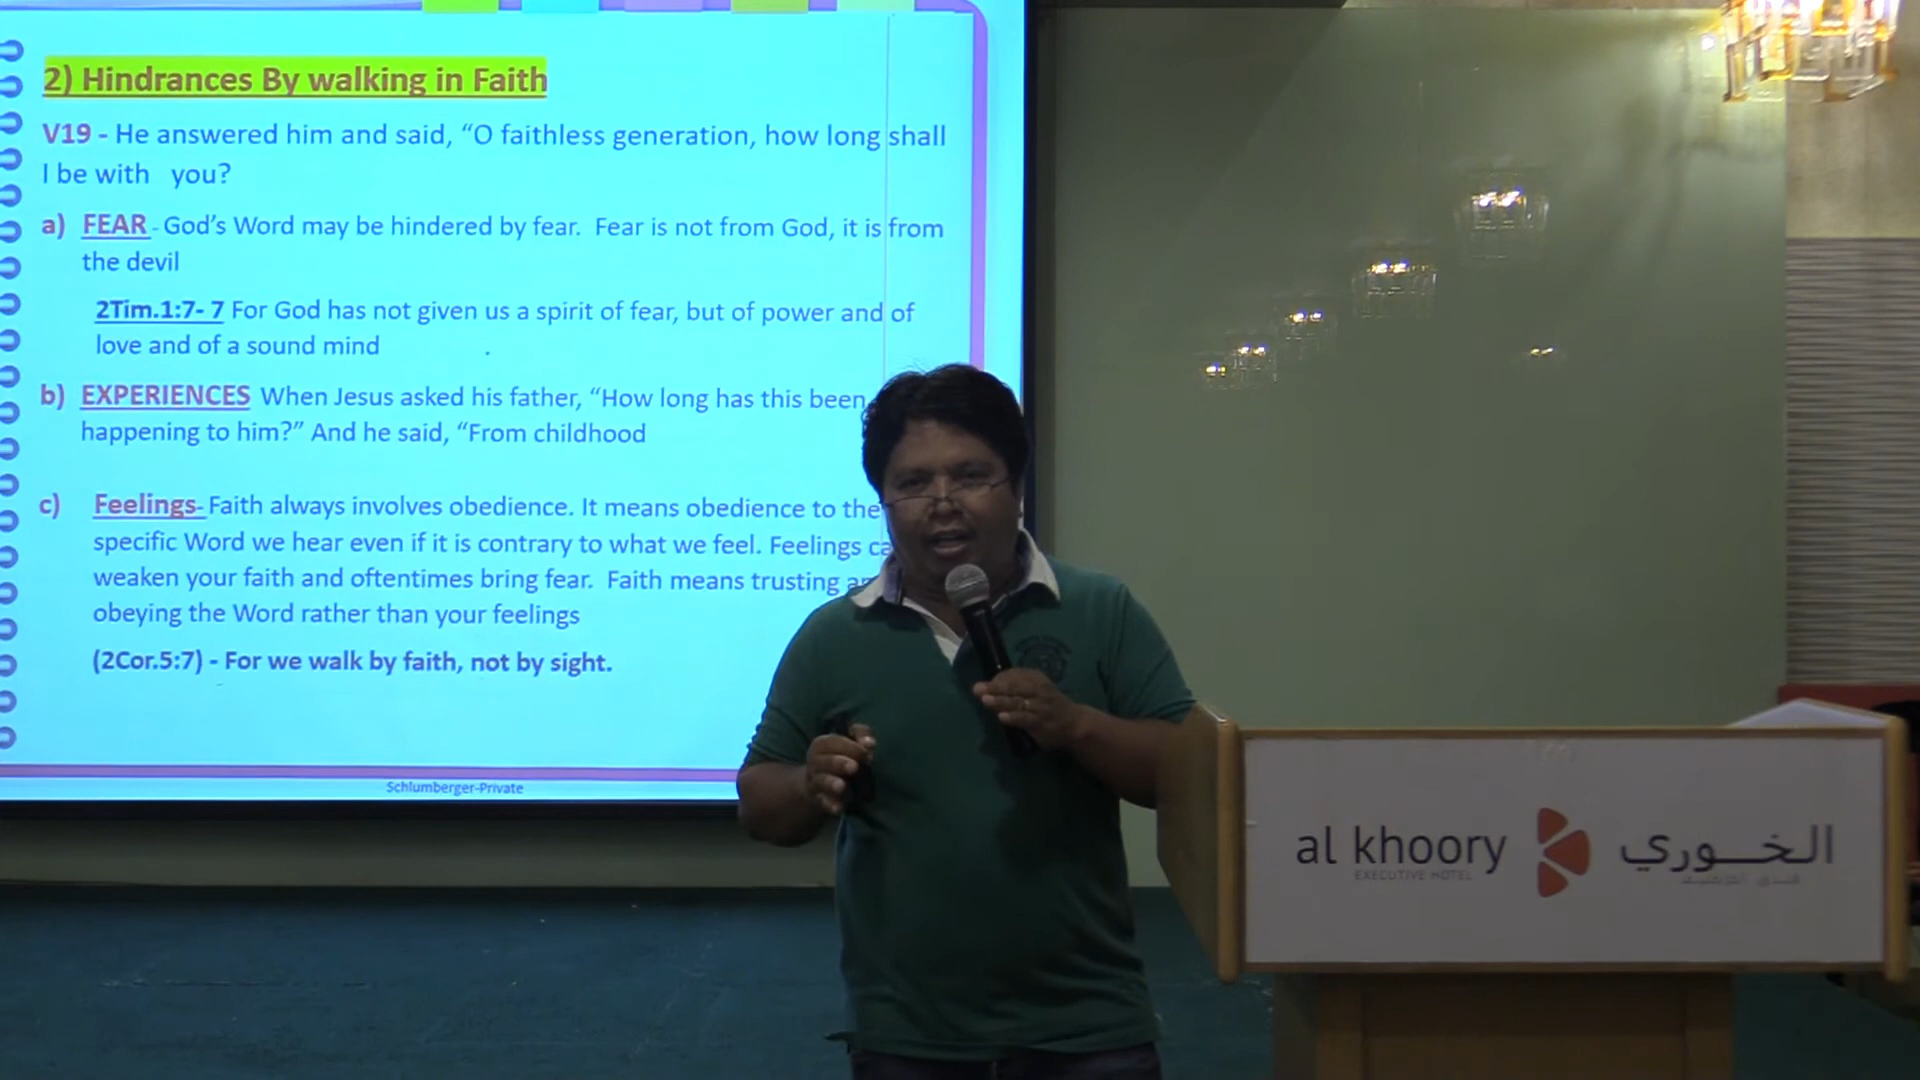 2) Hindrances By walking in Faith
V19 - He answered him and said, “O faithless generation, how long shall
I be with you?
a) FEAR - God’s Word may be hindered by fear. Fear is not from God, it is from
the devil
2Tim.1:7- 7 For God has not given us a spirit of fear, but of power and of
love and of a sound mind .
b) EXPERIENCES When Jesus asked his father, “How long has this been
happening to him?” And he said, “From childhood
c) Feelings- Faith always involves obedience. It means obedience to the
specific Word we hear even if it is contrary to what we feel. Feelings
weaken your faith and oftentimes bring fear. Faith means trusting
obeying the Word rather than your feelings
(2Cor.5:7) - For we walk by faith, not by sight.
Schlumberger-Private
al khoory
EXECUTIVE HOTEL
الخوري